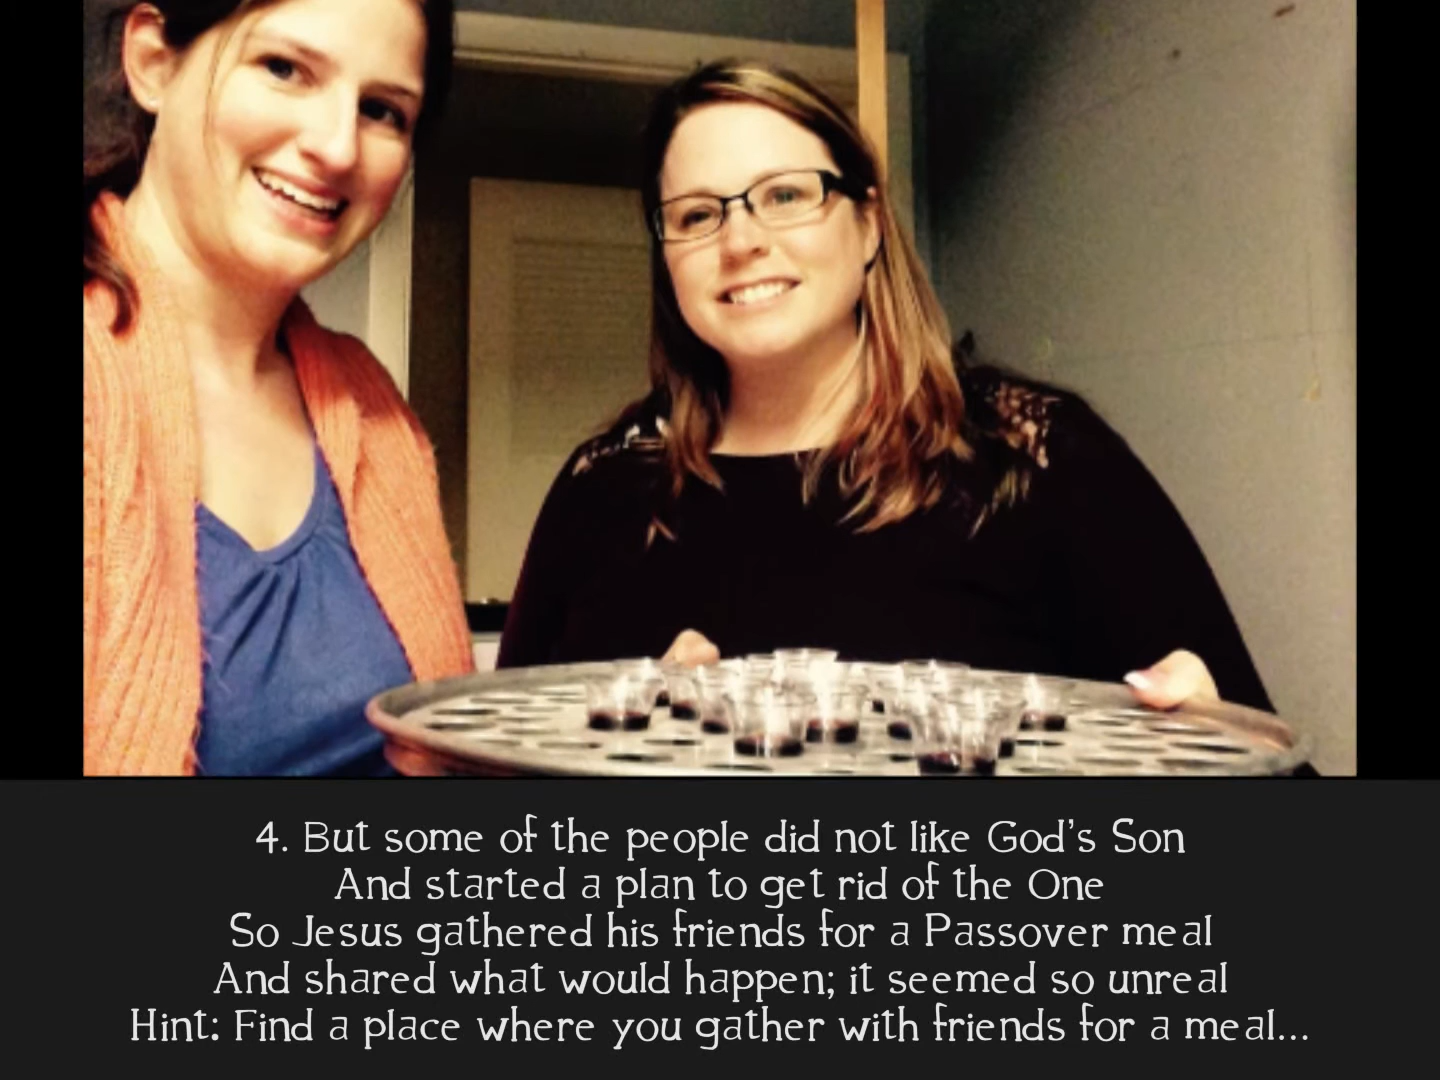 4. But some of the people did not like God's Son
And started a plan to get rid of the One
So Jesus gathered his friends for a Passover meal
And shared what would happen; it seemed so unreal
Hint: Find a place where you gather with friends for a meal...